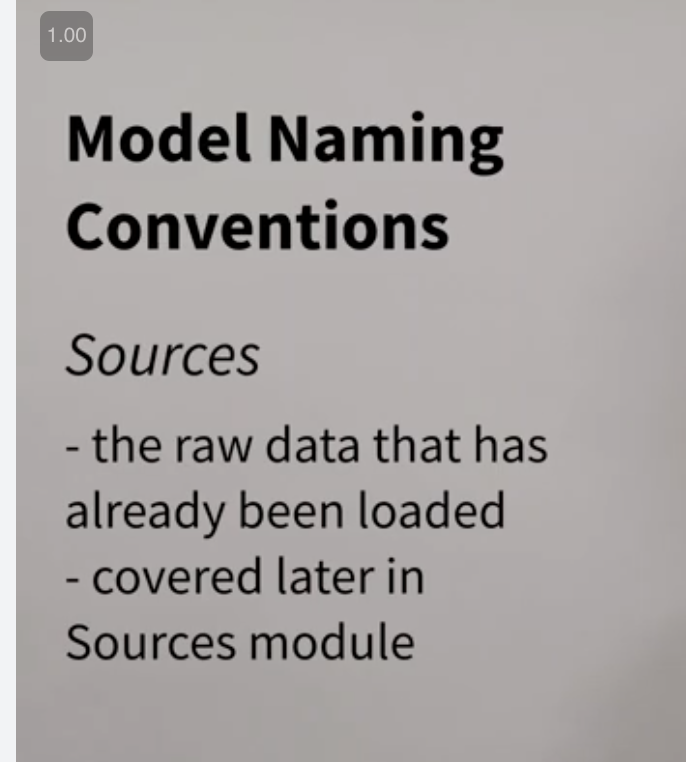 1.00
Model Naming
Conventions
Sources
- the raw data that has
already been loaded
- covered later in
Sources module